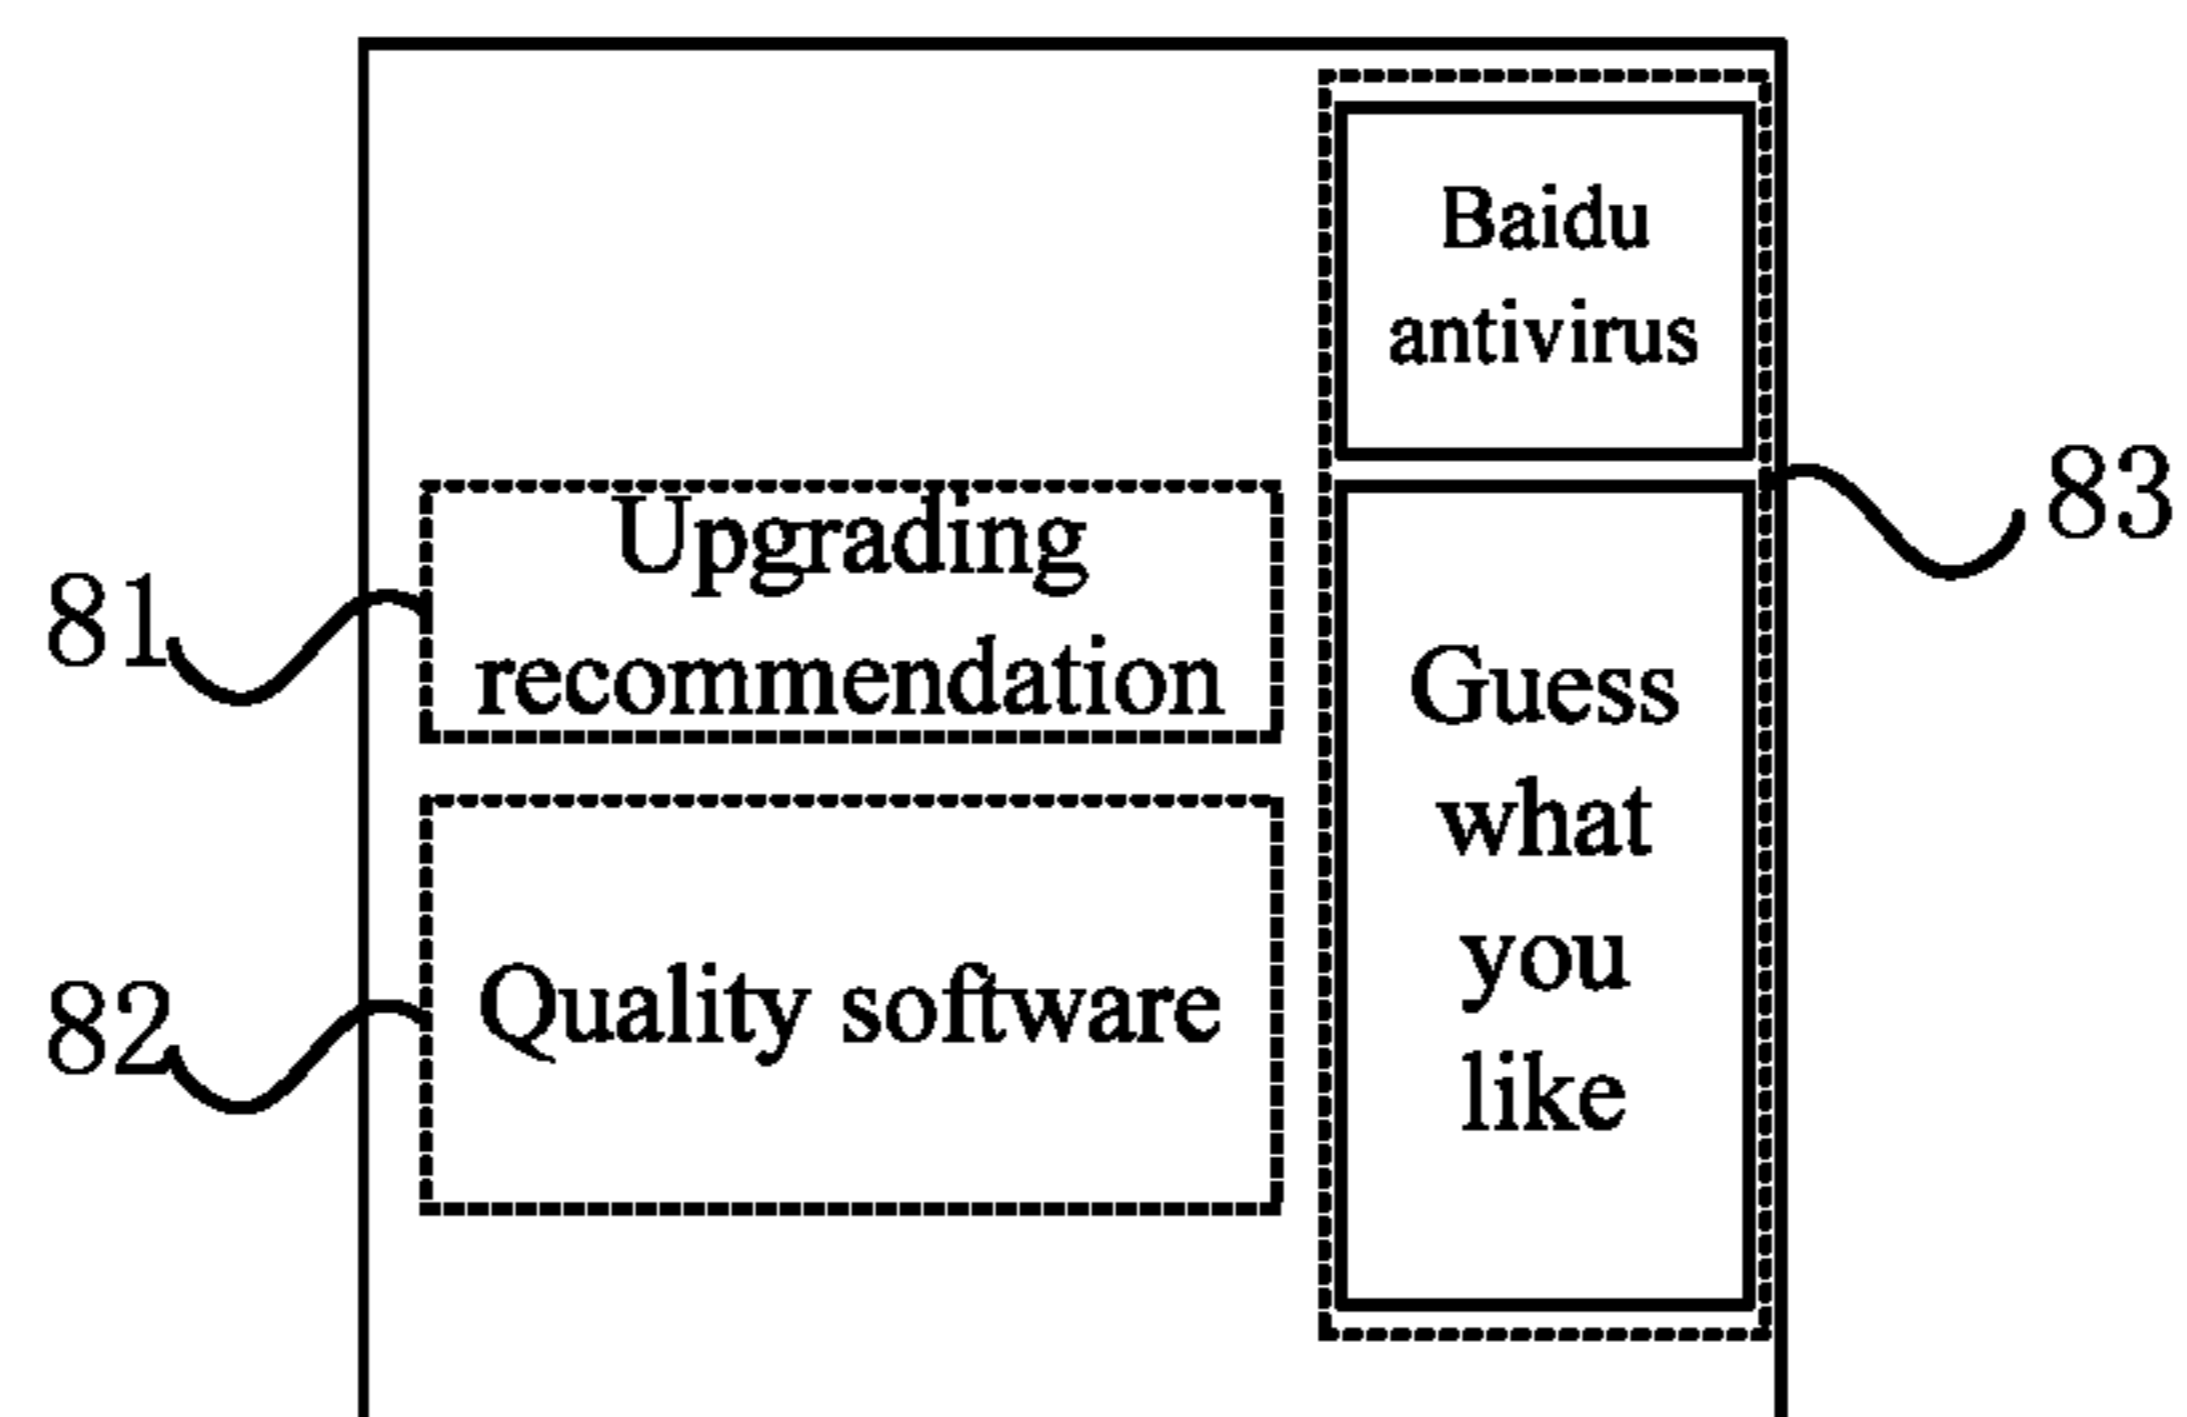 Baidu
antivirus
83
Upgrading
recommendation
81
Guess
what
you
like
Quality software
82